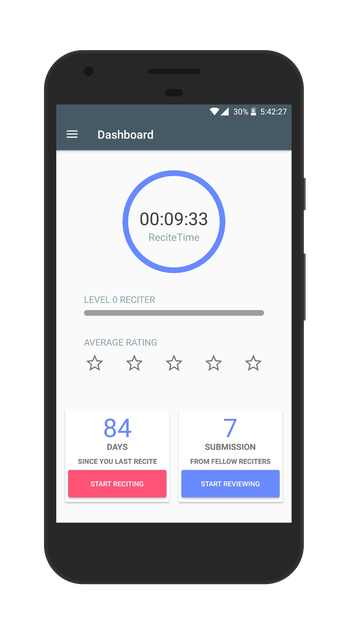 30% 5:42:27
Dashboard
00:09:33
ReciteTime
LEVEL 0 RECITER
AVERAGE RATING
84
DAYS
SINCE YOU LAST RECITE
START RECITING
7
SUBMISSION
FROM FELLOW RECITERS
START REVIEWING